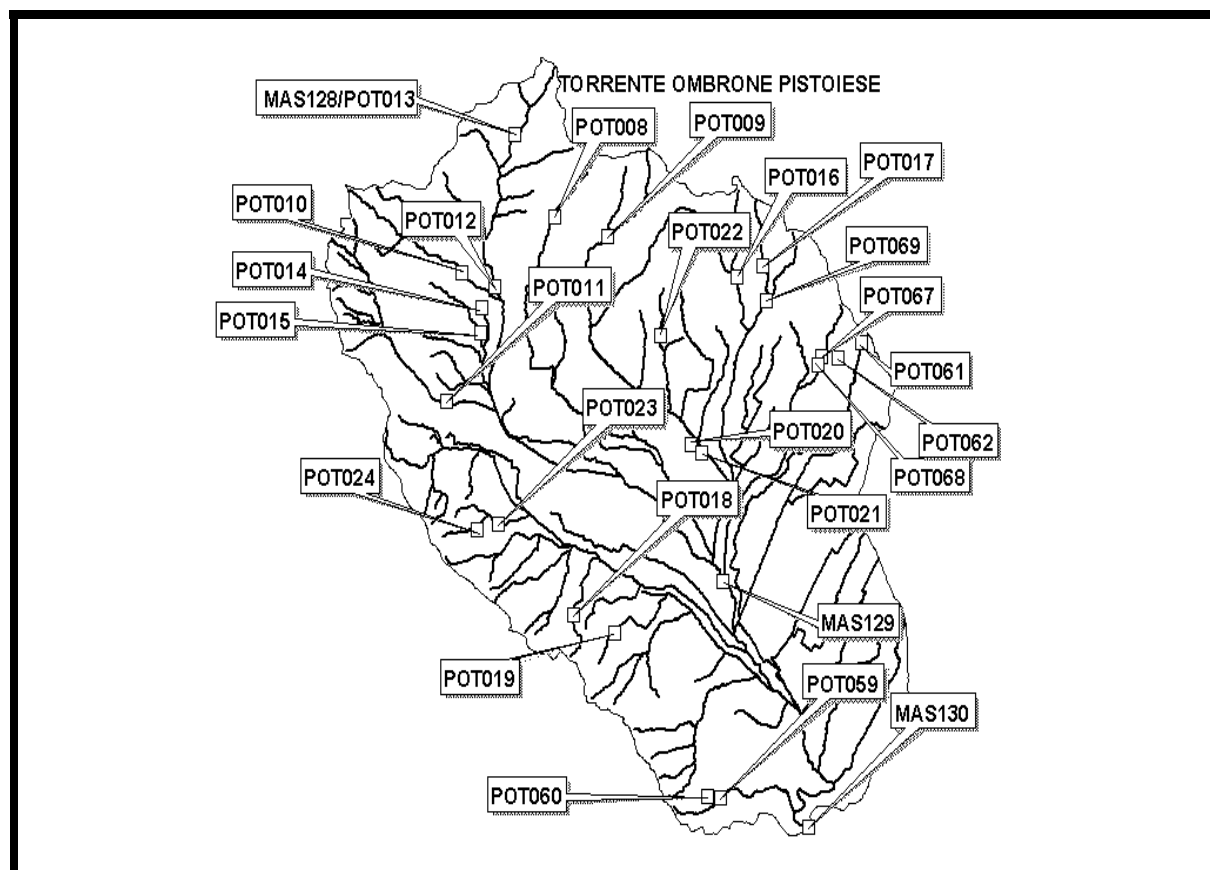 TORRENTE OMBRONE PISTOIESE
MAS128/POT013
POT008
POT009
POT016
POT017
POT010
POT012
POT022
POT069
POT014
POT011
POT067
POT015
POT061
POT023
POT020
POT062
POT068
POT024
POT018
POT021
MAS129
POT019
POT059
MAS130
POT060